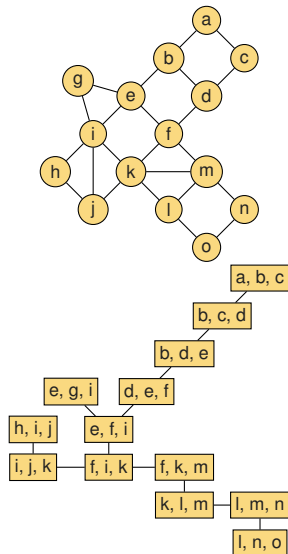 a
b
c
g
e
d
i
f
h
k
m
j
l
n
o
a, b, c
b, c, d
b, d, e
e, g, i
d, e, f
h, i, j
e, f, i
i, j, k
f, i, k
f, k, m
k, l, m
l, m, n
l, n, o